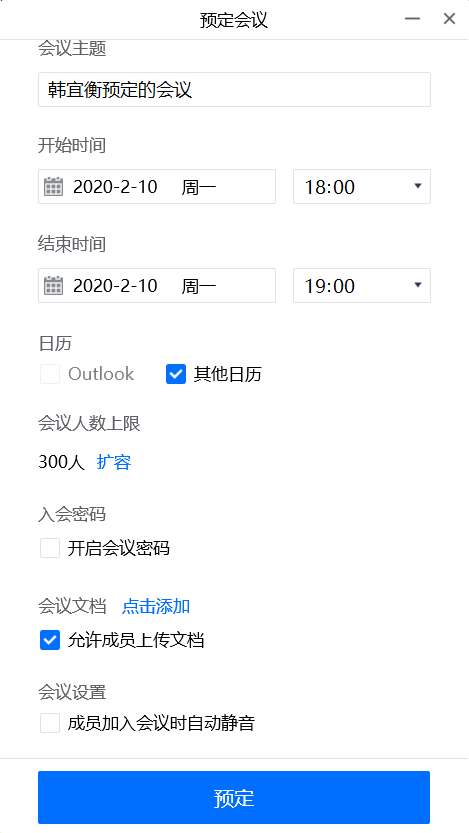 预定会议
会议主题
韩宜衡预定的会议
开始时间
2020-2-10 周一 18:00
结束时间
2020-2-10 周一 19:00
日历
Outlook 其他日历
会议人数上限
300人 扩容
入会密码
开启会议密码
会议文档 点击添加
允许成员上传文档
会议设置
成员加入会议时自动静音
预定